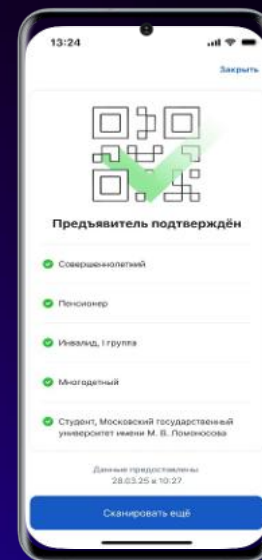 13:24
Закрыть
Предъявитель подтверждён
Совершеннолетний
Пенсионер
Инвалид, I группа
Многодетный
Студент, Московский государственный
университет имени М. В. Ломоносова
Данные предоставлены
28.03.25 в 10:27
Сканировать ещё